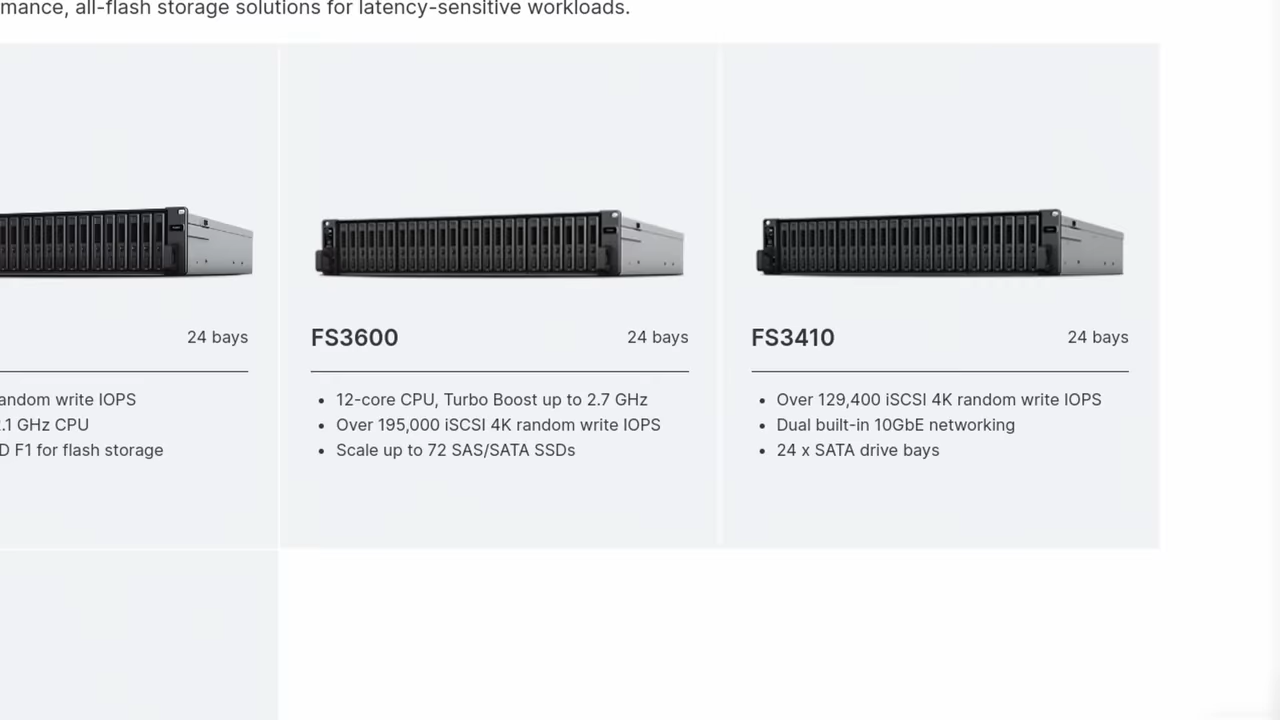 mance, all-flash storage solutions for latency-sensitive workloads.
24 bays
andom write IOPS
.1 GHz CPU
D F1 for flash storage
FS3600
24 bays
12-core CPU, Turbo Boost up to 2.7 GHz
Over 195,000 iSCSI 4K random write IOPS
Scale up to 72 SAS/SATA SSDs
FS3410
24 bays
Over 129,400 iSCSI 4K random write IOPS
Dual built-in 10GbE networking
24 x SATA drive bays